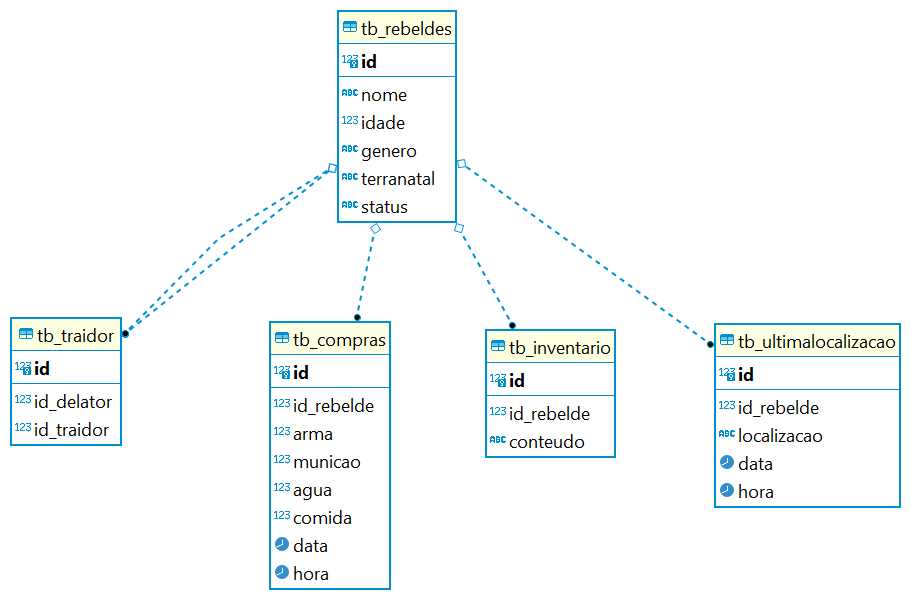 tb_rebeldes
123 id
ABC nome
123 idade
ABC genero
ABC terranatal
ABC status
tb_traidor
123 id
123 id_delator
123 id_traidor
tb_compras
123 id
123 id_rebelde
123 arma
123 municao
123 agua
123 comida
data
hora
tb_inventario
123 id
123 id_rebelde
ABC conteudo
tb_ultimalocalizacao
123 id
123 id_rebelde
ABC localizacao
data
hora